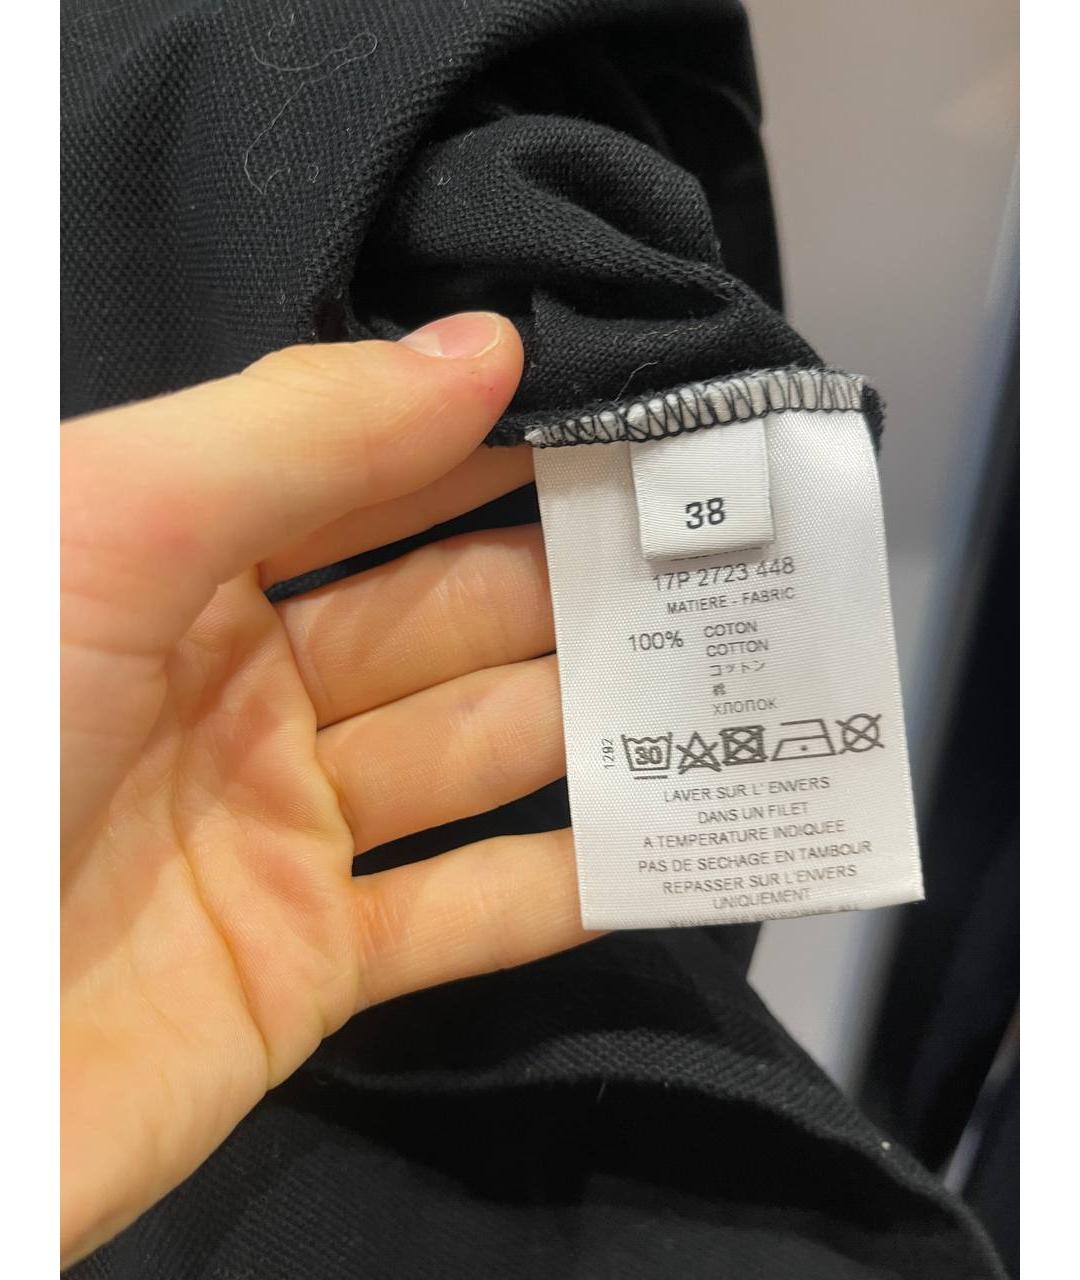 38
17P 2723 448
MATIERE - FABRIC
100% COTON
COTTON
コットン
棉
ХЛОПОК
1292
30
LAVER SUR L' ENVERS
DANS UN FILET
A TEMPERATURE INDIQUEE
PAS DE SECHAGE EN TAMBOUR
REPASSER SUR L'ENVERS
UNIQUEMENT